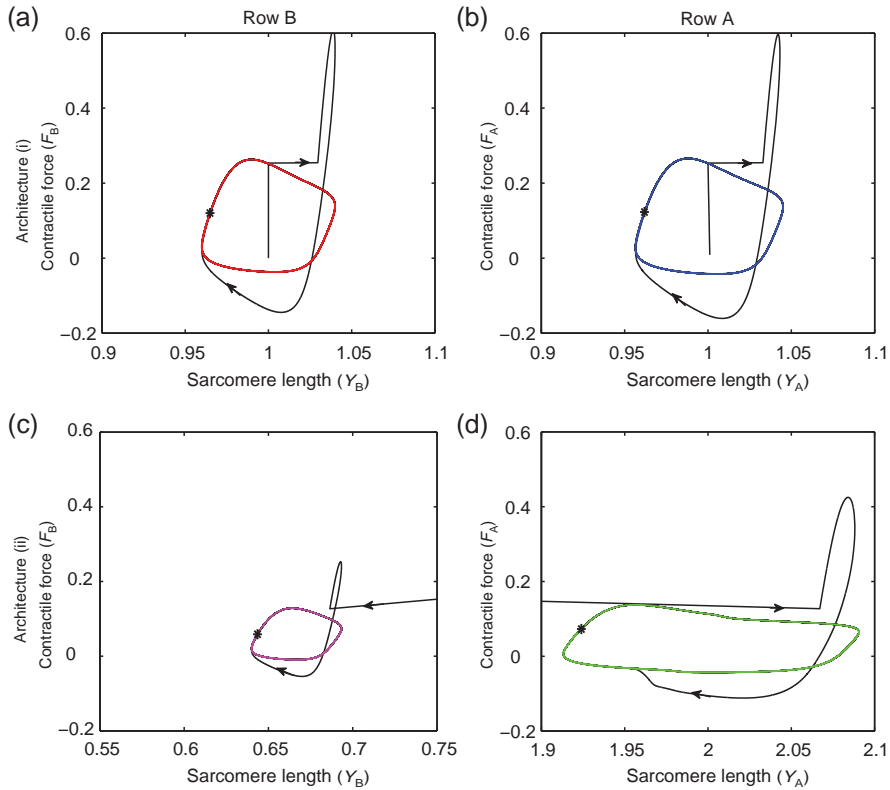 (a) Row B (b) Row A
Architecture (i)
Contractile force (F_B)
0.6
0.4
0.2
0
−0.2
0.9 0.95 1 1.05 1.1
Sarcomere length (Y_B)
Contractile force (F_A)
0.6
0.4
0.2
0
−0.2
0.9 0.95 1 1.05 1.1
Sarcomere length (Y_A)
(c) (d)
Architecture (ii)
Contractile force (F_B)
0.6
0.4
0.2
0
−0.2
0.55 0.6 0.65 0.7 0.75
Sarcomere length (Y_B)
Contractile force (F_A)
0.6
0.4
0.2
0
−0.2
1.9 1.95 2 2.05 2.1
Sarcomere length (Y_A)